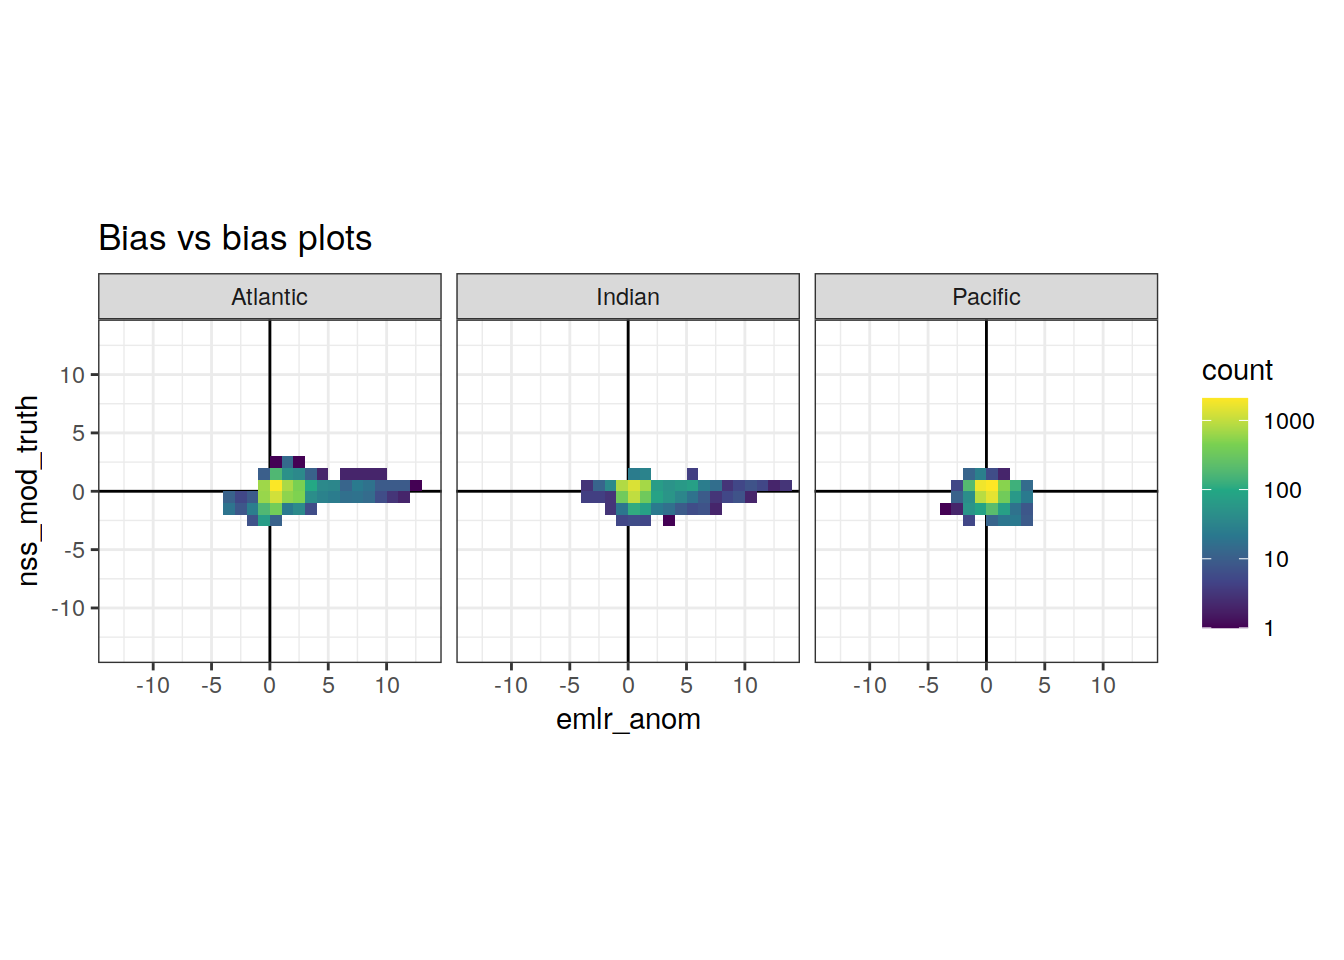 Bias vs bias plots
Atlantic Indian Pacific
nss_mod_truth
10
5
0
-5
-10
-10 -5 0 5 10 -10 -5 0 5 10 -10 -5 0 5 10
emlr_anom
count
1000
100
10
1